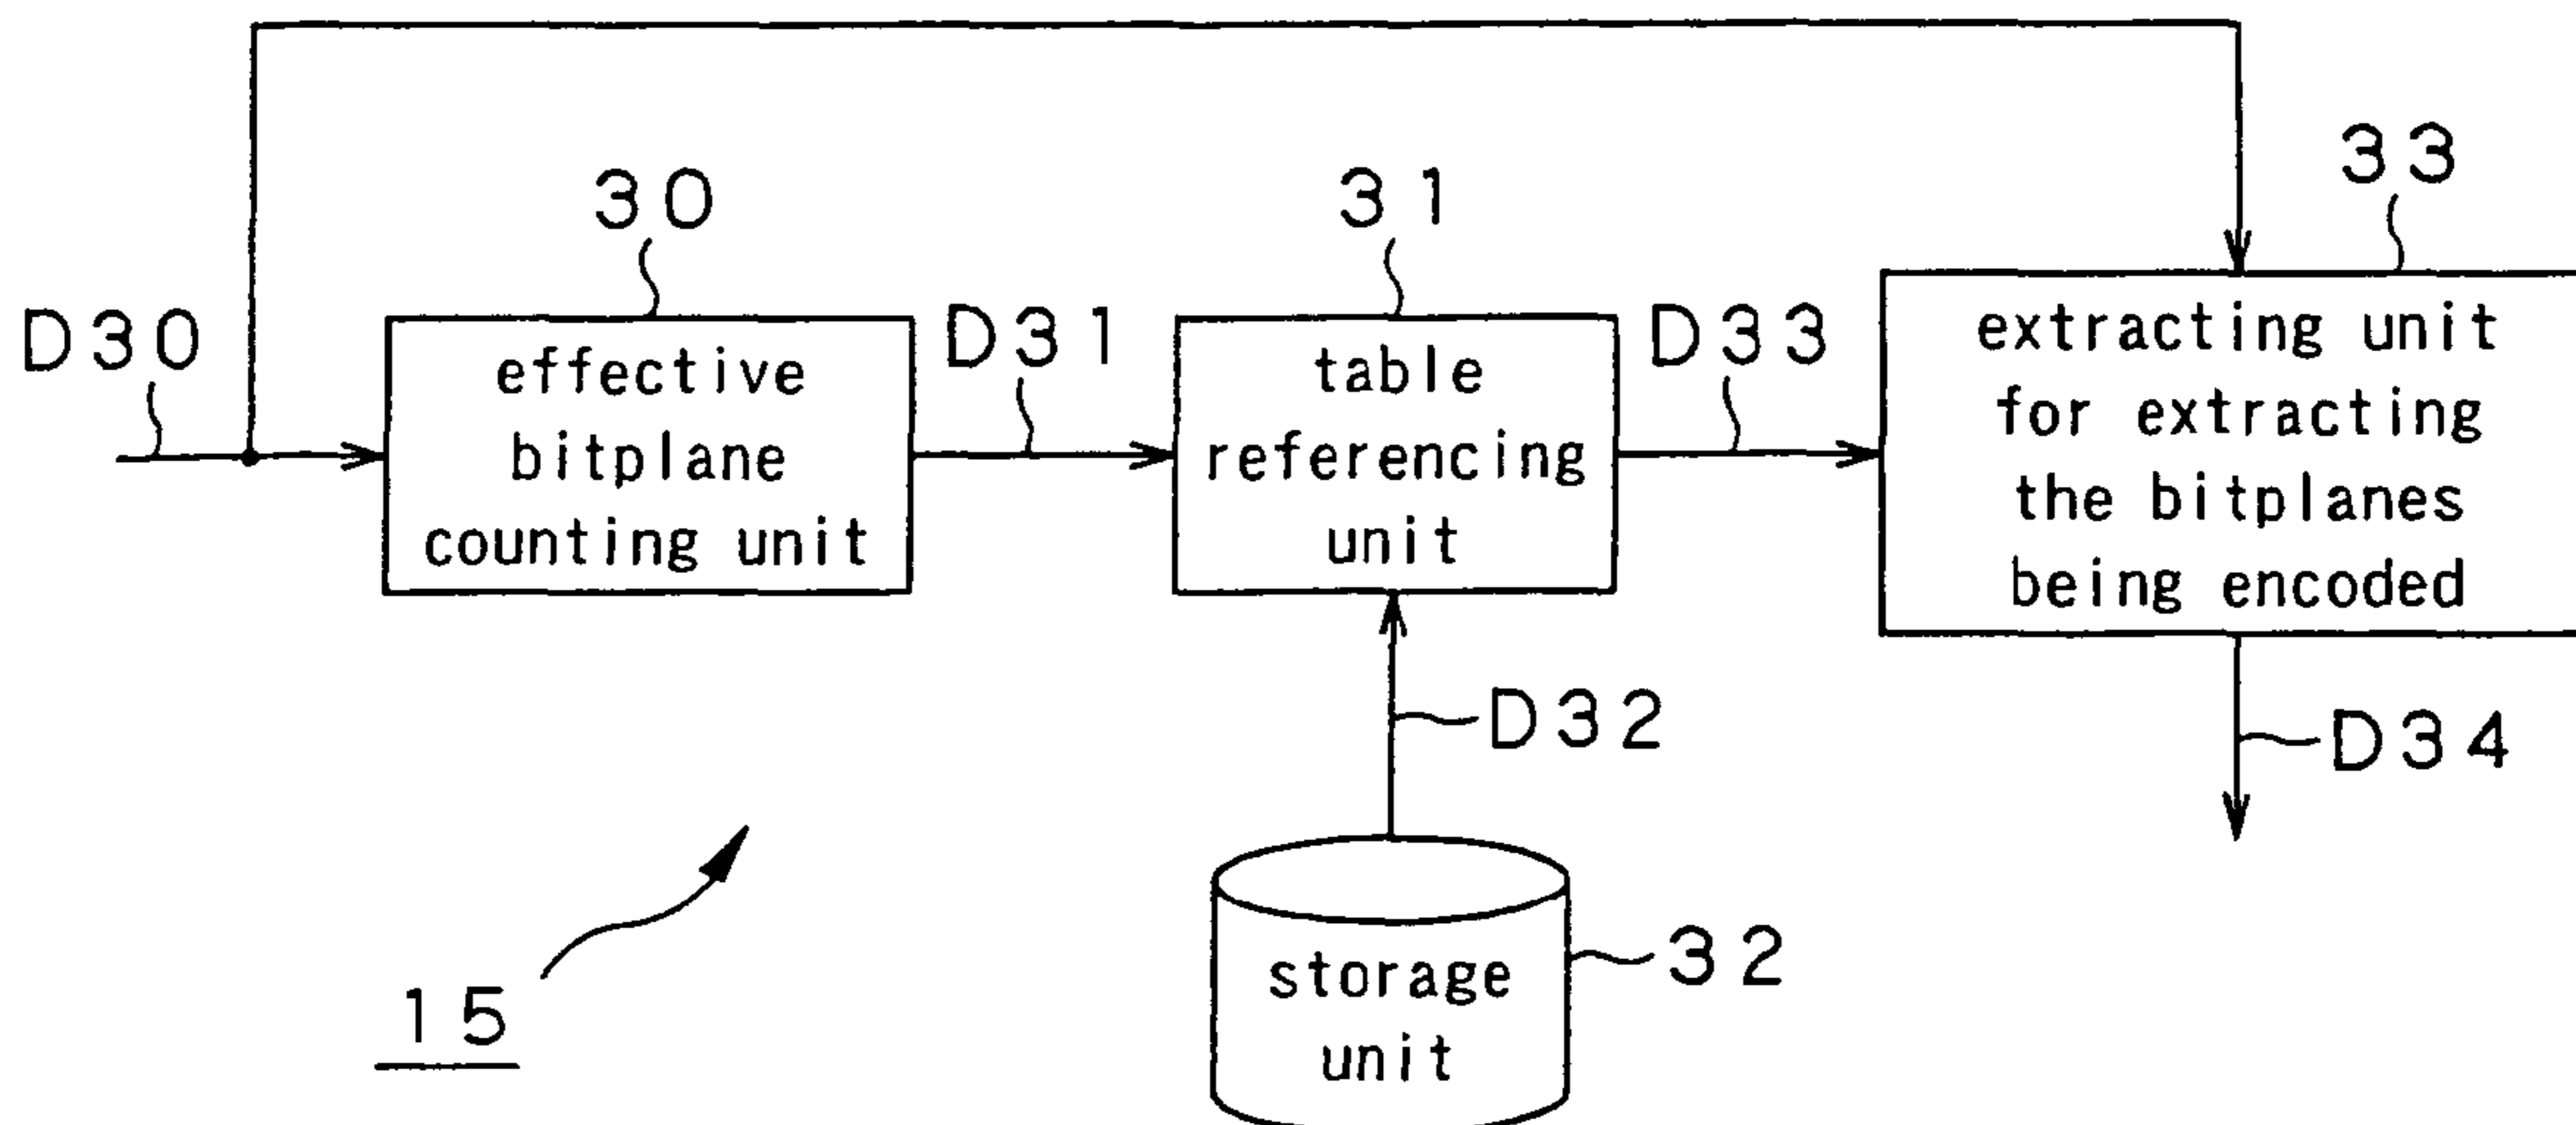 33
30
31
D30
effective
bitplane
counting unit
D31
table
referencing
unit
D33
extracting unit
for extracting
the bitplanes
being encoded
D32
D34
storage
unit
32
15